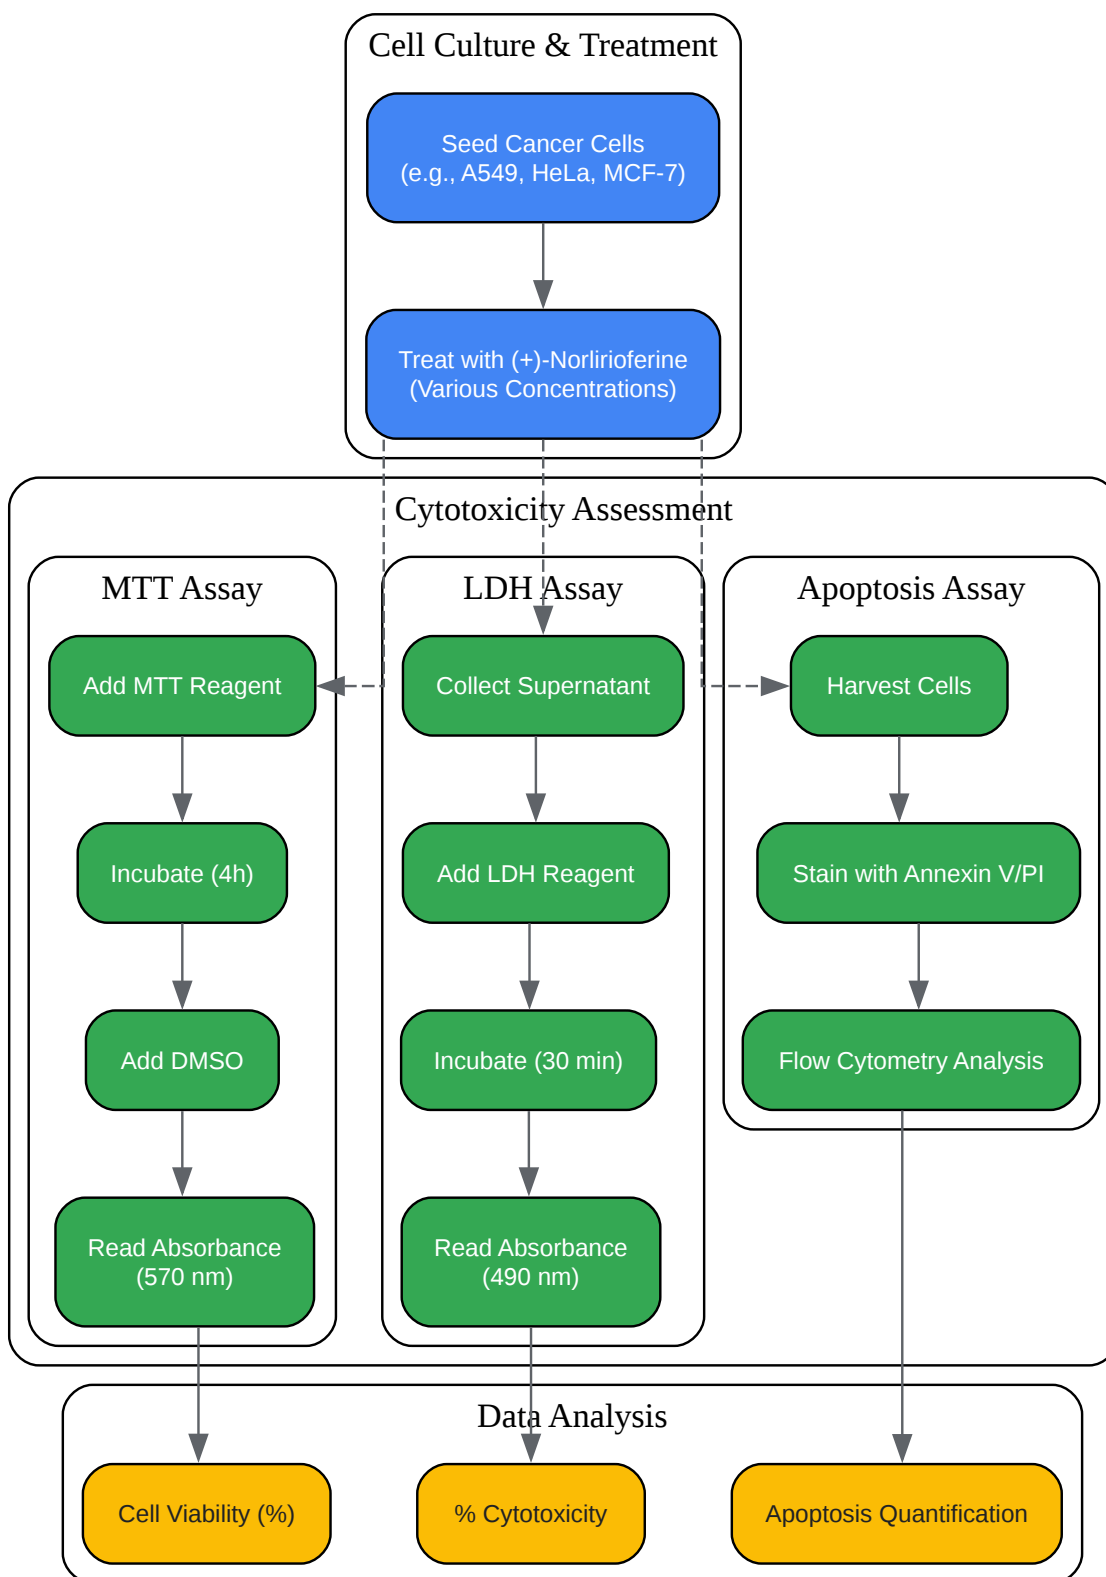 Cell Culture & Treatment
Seed Cancer Cells
(e.g., A549, HeLa, MCF-7)
Treat with (+)-Norlirioferine
(Various Concentrations)
Cytotoxicity Assessment
MTT Assay
Add MTT Reagent
Incubate (4h)
Add DMSO
Read Absorbance
(570 nm)
LDH Assay
Collect Supernatant
Add LDH Reagent
Incubate (30 min)
Read Absorbance
(490 nm)
Apoptosis Assay
Harvest Cells
Stain with Annexin V/PI
Flow Cytometry Analysis
Data Analysis
Cell Viability (%)
% Cytotoxicity
Apoptosis Quantification